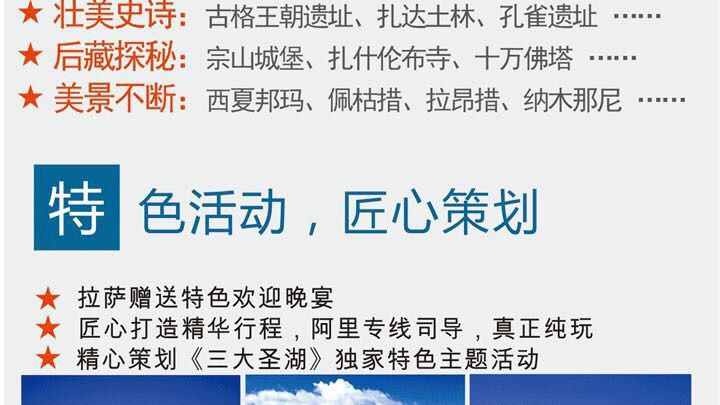 ★ 壮美史诗：古格王朝遗址、扎达土林、孔雀遗址 ……
★ 后藏探秘：宗山城堡、扎什伦布寺、十万佛塔 ……
★ 美景不断：西夏邦玛、佩枯措、拉昂措、纳木那尼 ……
特色活动，匠心策划
★ 拉萨赠送特色欢迎晚宴
★ 匠心打造精华行程，阿里专线司导，真正纯玩
★ 精心策划《三大圣湖》独家特色主题活动